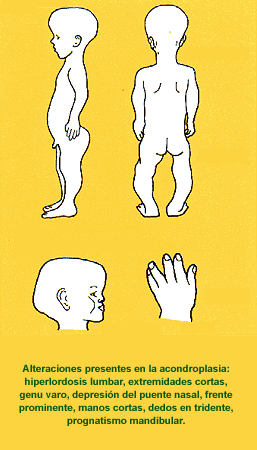 Alteraciones presentes en la acondroplasia:
hiperlordosis lumbar, extremidades cortas,
genu varo, depresión del puente nasal, frente
prominente, manos cortas, dedos en tridente,
prognatismo mandibular.